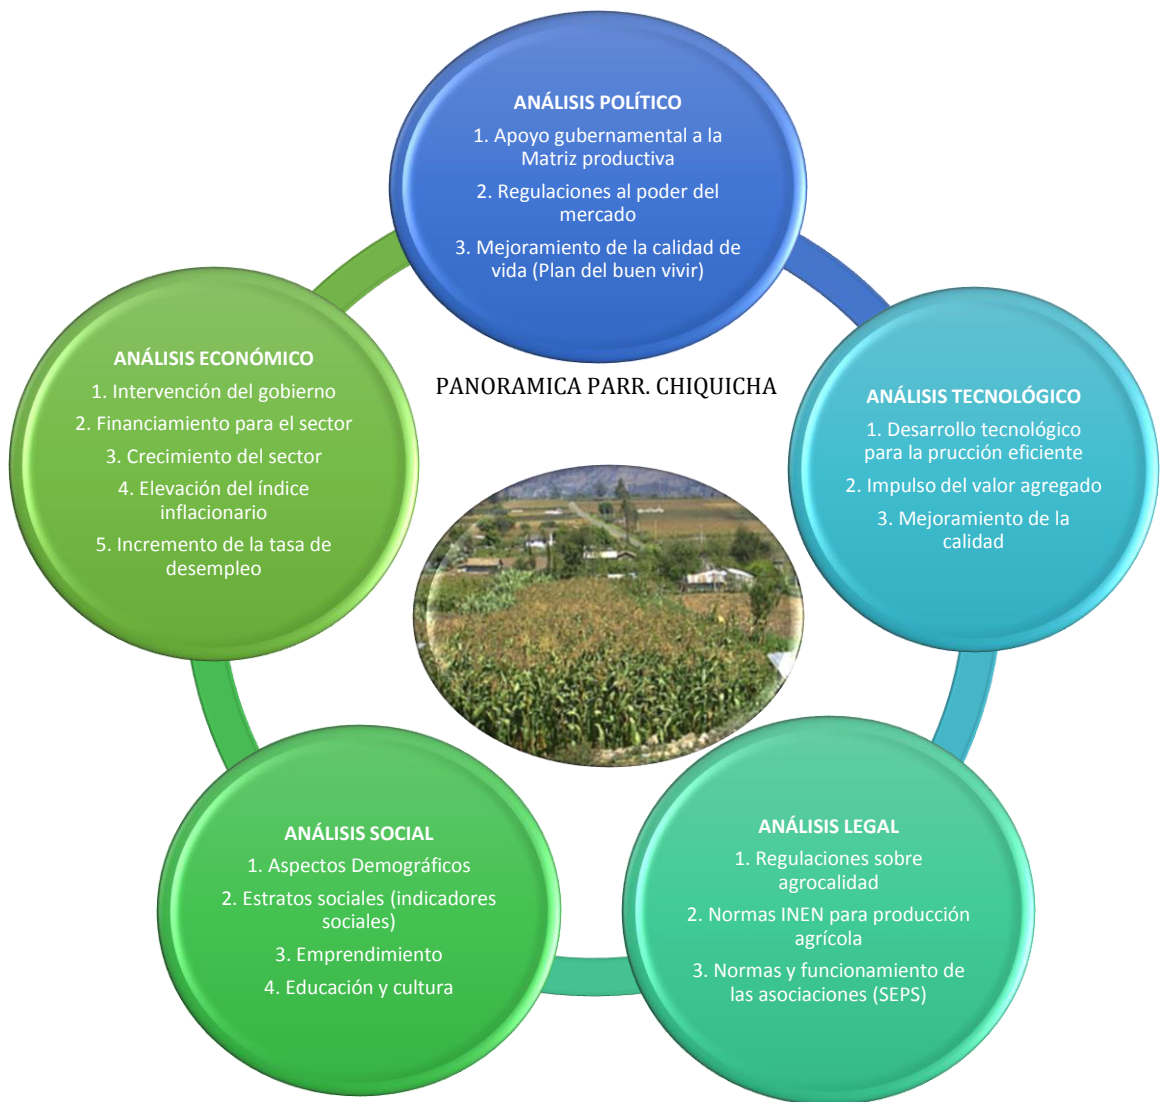 ANÁLISIS POLÍTICO
1. Apoyo gubernamental a la
Matriz productiva
2. Regulaciones al poder del
mercado
3. Mejoramiento de la calidad de
vida (Plan del buen vivir)
ANÁLISIS TECNOLÓGICO
1. Desarrollo tecnológico
para la prucción eficiente
2. Impulso del valor agregado
3. Mejoramiento de la
calidad
ANÁLISIS LEGAL
1. Regulaciones sobre
agrocalidad
2. Normas INEN para producción
agrícola
3. Normas y funcionamiento de
las asociaciones (SEPS)
ANÁLISIS SOCIAL
1. Aspectos Demográficos
2. Estratos sociales (indicadores
sociales)
3. Emprendimiento
4. Educación y cultura
ANÁLISIS ECONÓMICO
1. Intervención del gobierno
2. Financiamiento para el sector
3. Crecimiento del sector
4. Elevación del índice
inflacionario
5. Incremento de la tasa de
desempleo
PANORAMICA PARR. CHIQUICHA